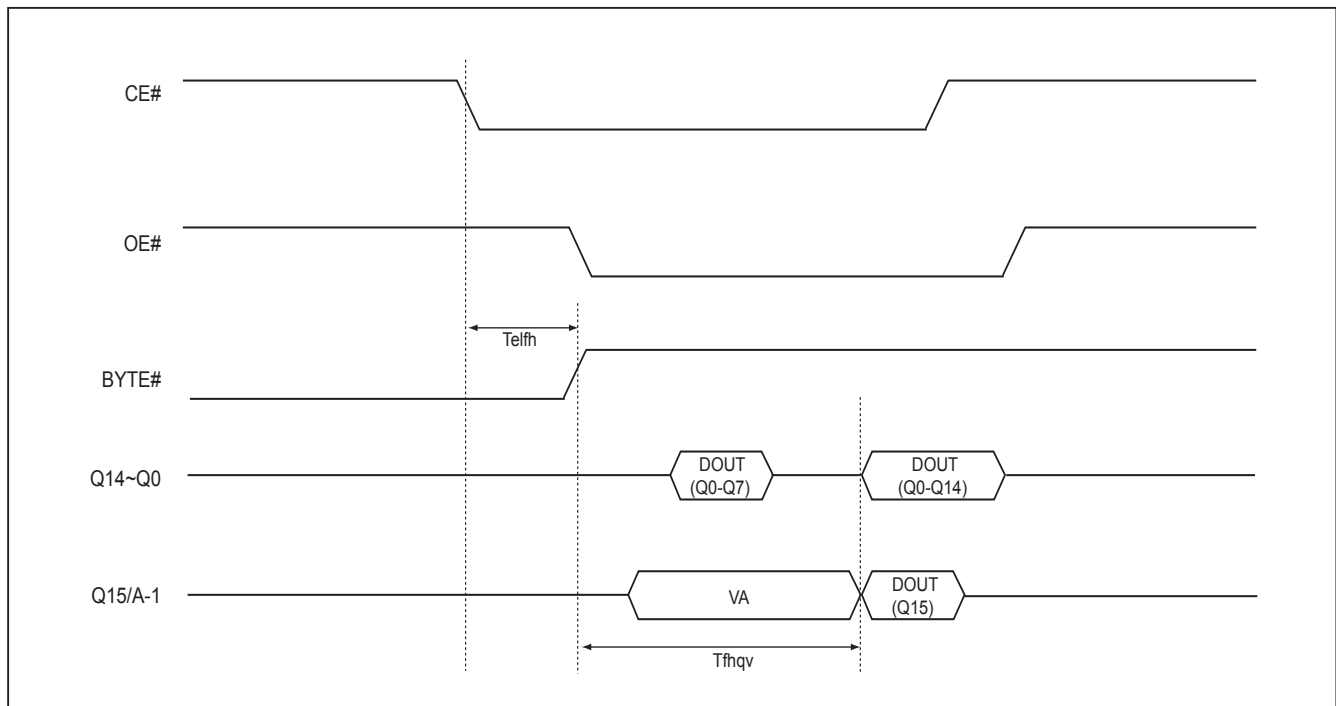 CE#
OE#
Telfh
BYTE#
Q14~Q0
DOUT
(Q0-Q7)
DOUT
(Q0-Q14)
Q15/A-1
VA
DOUT
(Q15)
Tfhqv